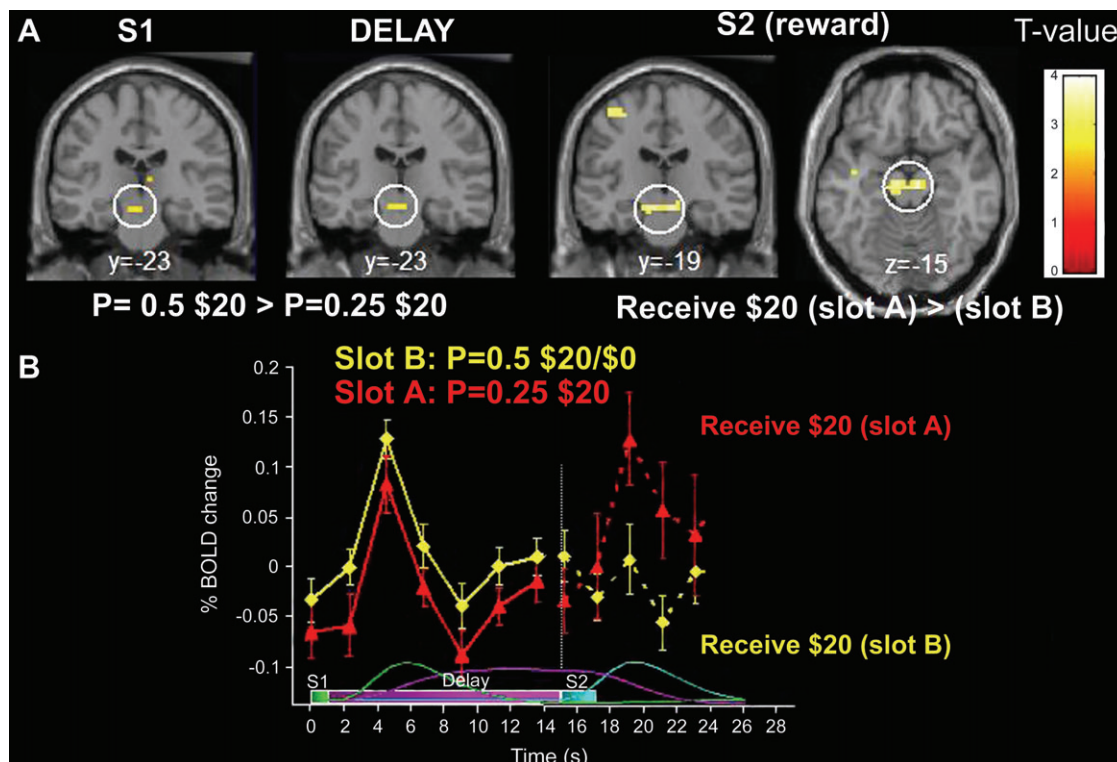 A
S1
DELAY
S2 (reward)
T-value
4
3
2
1
0
y=-23
y=-23
y=-19
z=-15
P= 0.5 $20 > P=0.25 $20
Receive $20 (slot A) > (slot B)
B
Slot B: P=0.5 $20/$0
Slot A: P=0.25 $20
Receive $20 (slot A)
Receive $20 (slot B)
% BOLD change
0.2
0.15
0.1
0.05
0
-0.05
-0.1
S1
Delay
S2
0 2 4 6 8 10 12 14 16 18 20 22 24 26 28
Time (s)